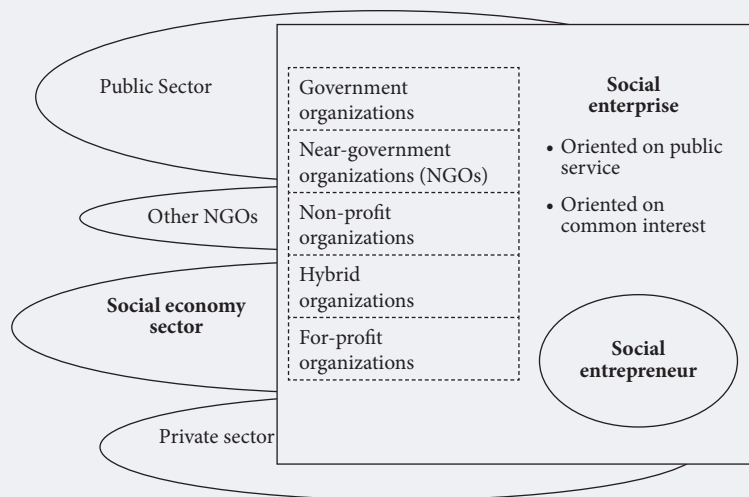 Public Sector
Other NGOs
Social economy
sector
Private sector
Government
organizations
Near-government
organizations (NGOs)
Non-profit
organizations
Hybrid
organizations
For-profit
organizations
Social
enterprise
• Oriented on public
service
• Oriented on
common interest
Social
entrepreneur